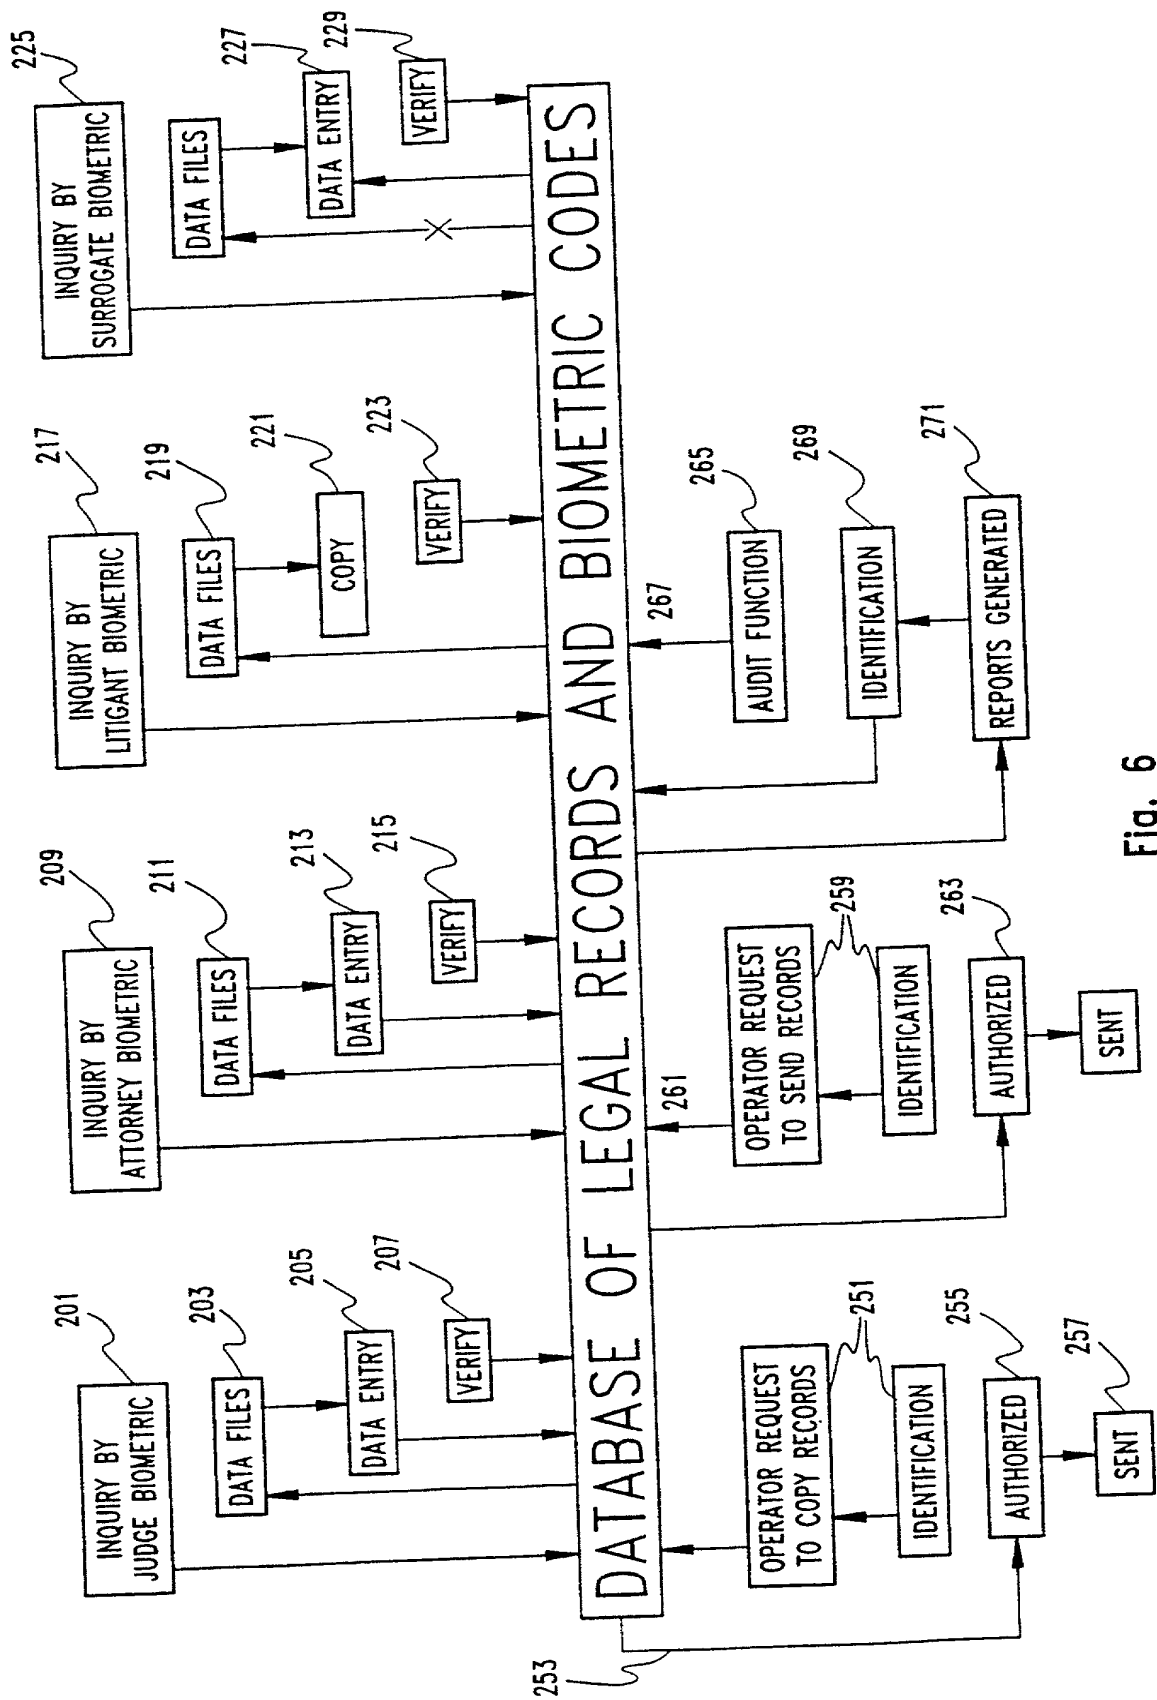 201
INQUIRY BY
JUDGE BIOMETRIC
203
DATA FILES
205
DATA ENTRY
207
VERIFY
209
INQUIRY BY
ATTORNEY BIOMETRIC
211
DATA FILES
213
DATA ENTRY
215
VERIFY
217
INQUIRY BY
LITIGANT BIOMETRIC
219
DATA FILES
221
COPY
223
VERIFY
225
INQUIRY BY
SURROGATE BIOMETRIC
DATA FILES
227
DATA ENTRY
229
VERIFY
X
DATABASE OF LEGAL RECORDS AND BIOMETRIC CODES
253
OPERATOR REQUEST
TO COPY RECORDS
251
IDENTIFICATION
255
AUTHORIZED
257
SENT
261
OPERATOR REQUEST
TO SEND RECORDS
259
IDENTIFICATION
263
AUTHORIZED
SENT
267
265
AUDIT FUNCTION
269
IDENTIFICATION
271
REPORTS GENERATED
Fig. 6